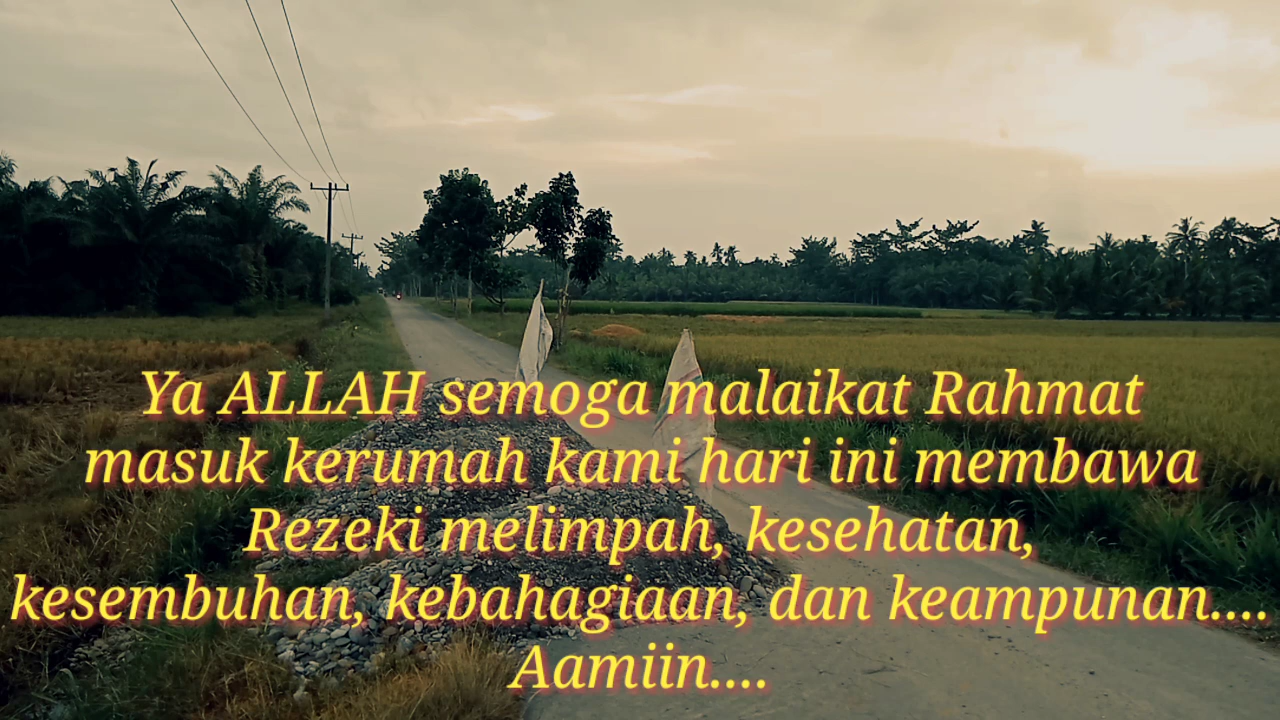 Ya ALLAH semoga malaikat Rahmat
masuk kerumah kami hari ini membawa
Rezeki melimpah, kesehatan,
kesembuhan, kebahagiaan, dan keampunan....
Aamiin....